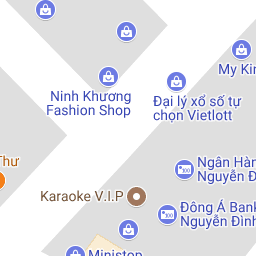 My Kin
Ninh Khương
Fashion Shop
Đại lý xổ số tự
chọn Vietlott
Thư
Ngân Hàn
Nguyễn Đ
Karaoke V.I.P
Đông Á Bank
Nguyễn Đình
Ministop